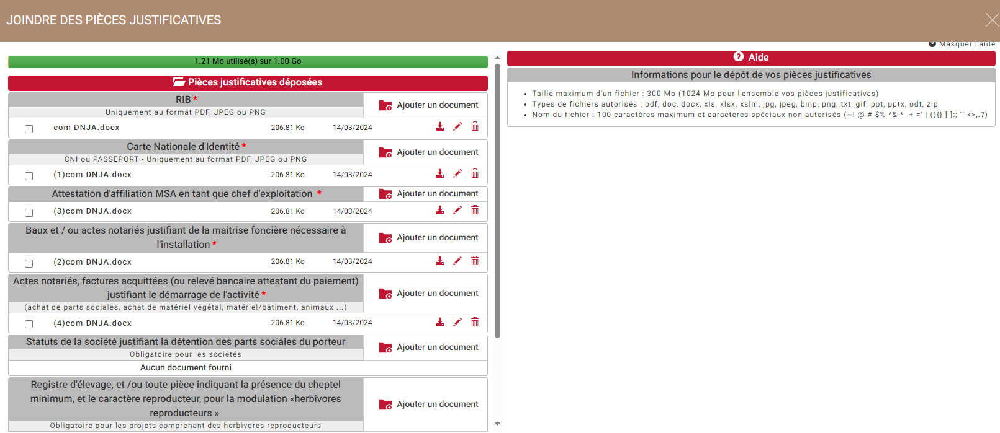 JOINDRE DES PIÈCES JUSTIFICATIVES
Masquer l'aide
1.21 Mo utilisé(s) sur 1.00 Go
Pièces justificatives déposées
RIB *
Uniquement au format PDF, JPEG ou PNG
Ajouter un document
com DNJA.docx 206.81 Ko 14/03/2024
Carte Nationale d'Identité *
CNI ou PASSEPORT - Uniquement au format PDF, JPEG ou PNG
Ajouter un document
(1)com DNJA.docx 206.81 Ko 14/03/2024
Attestation d'affiliation MSA en tant que chef d'exploitation *
Ajouter un document
(3)com DNJA.docx 206.81 Ko 14/03/2024
Baux et / ou actes notariés justifiant de la maitrise foncière nécessaire à
l'installation *
Ajouter un document
(2)com DNJA.docx 206.81 Ko 14/03/2024
Actes notariés, factures acquittées (ou relevé bancaire attestant du paiement)
justifiant le démarrage de l'activité *
(achat de parts sociales, achat de matériel végétal, matériel/bâtiment, animaux ...)
Ajouter un document
(4)com DNJA.docx 206.81 Ko 14/03/2024
Statuts de la société justifiant la détention des parts sociales du porteur
Obligatoire pour les sociétés
Ajouter un document
Aucun document fourni
Registre d'élevage, et /ou toute pièce indiquant la présence du cheptel
minimum, et le caractère reproducteur, pour la modulation «herbivores
reproducteurs »
Obligatoire pour les projets comprenant des herbivores reproducteurs
Ajouter un document
Aide
Informations pour le dépôt de vos pièces justificatives
Taille maximum d'un fichier : 300 Mo (1024 Mo pour l'ensemble vos pièces justificatives)
Types de fichiers autorisés : pdf, doc, docx, xls, xlsx, xslm, jpg, jpeg, bmp, png, txt, gif, ppt, pptx, odt, zip
Nom du fichier : 100 caractères maximum et caractères spéciaux non autorisés (~! @ # $% ^& * -+ =' | (){} [ ]:; "' <>,.?)